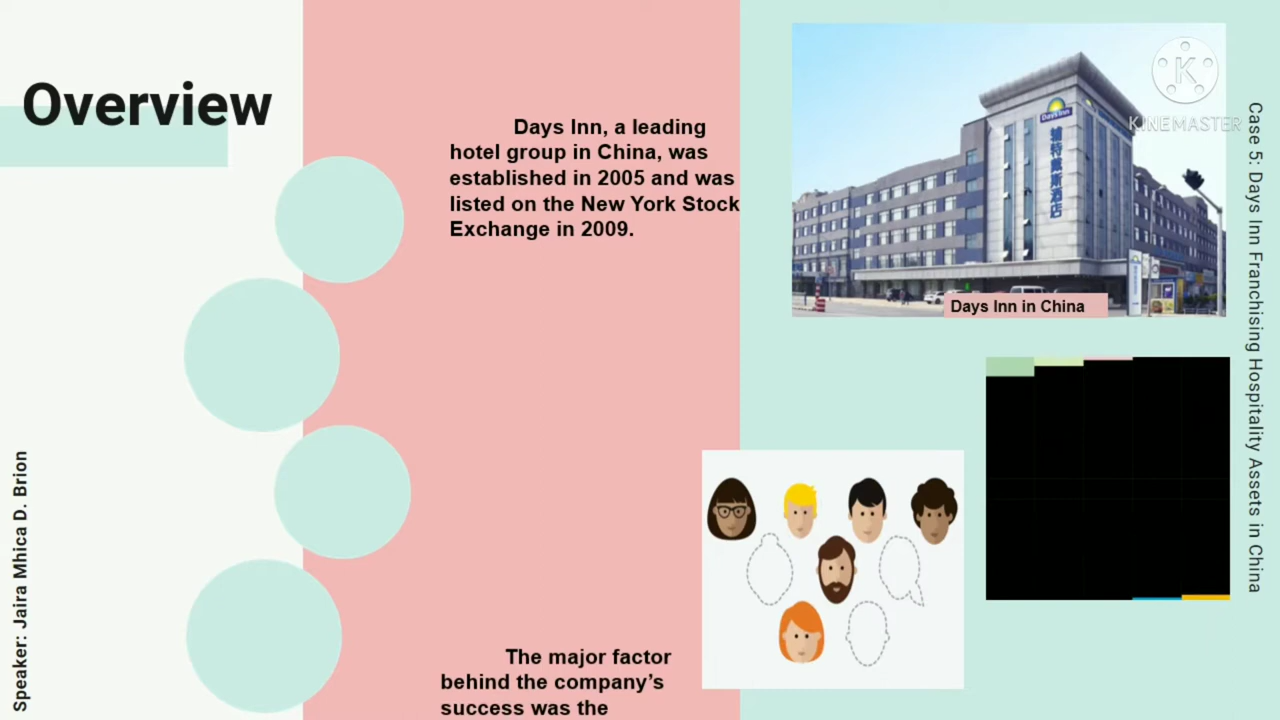 Overview
Days Inn, a leading
hotel group in China, was
established in 2005 and was
listed on the New York Stock
Exchange in 2009.
The major factor
behind the company’s
success was the
Days Inn
KINEMASTER
Days Inn in China
Case 5: Days Inn Franchising Hospitality Assets in China
Speaker: Jaira Mhica D. Brion